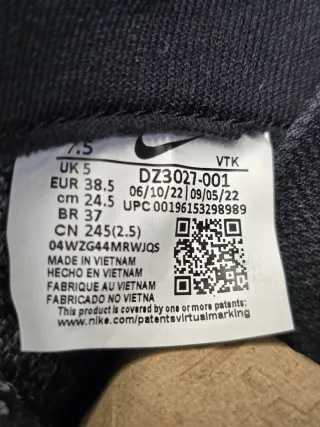 7.5
VTK
UK 5
DZ3027-001
EUR 38.5
06/10/22 | 09/05/22
cm 24.5
UPC 00196153298989
BR 37
CN 245(2.5)
04WZG44MRWJQS
MADE IN VIETNAM
HECHO EN VIETNAM
FABRIQUE AU VIETNAM
FABRICADO NO VIETNA
This product is covered by one or more patents:
www.nike.com/patentsvirtualmarking